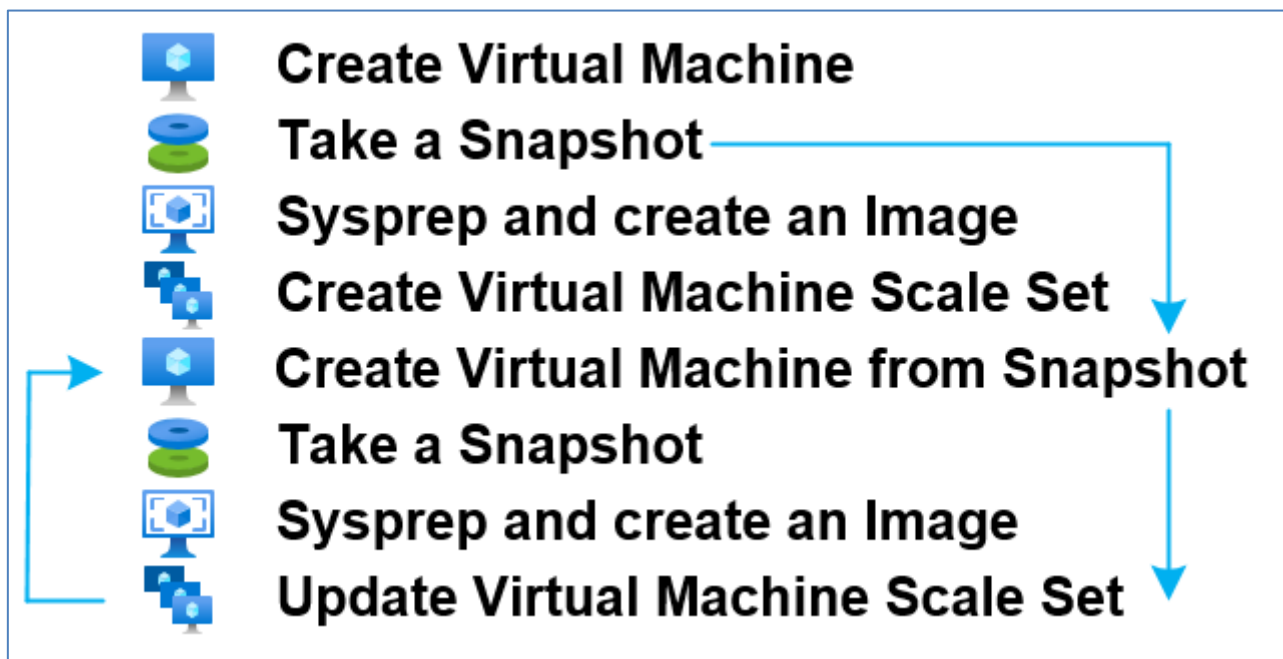 Create Virtual Machine
Take a Snapshot
Sysprep and create an Image
Create Virtual Machine Scale Set
Create Virtual Machine from Snapshot
Take a Snapshot
Sysprep and create an Image
Update Virtual Machine Scale Set